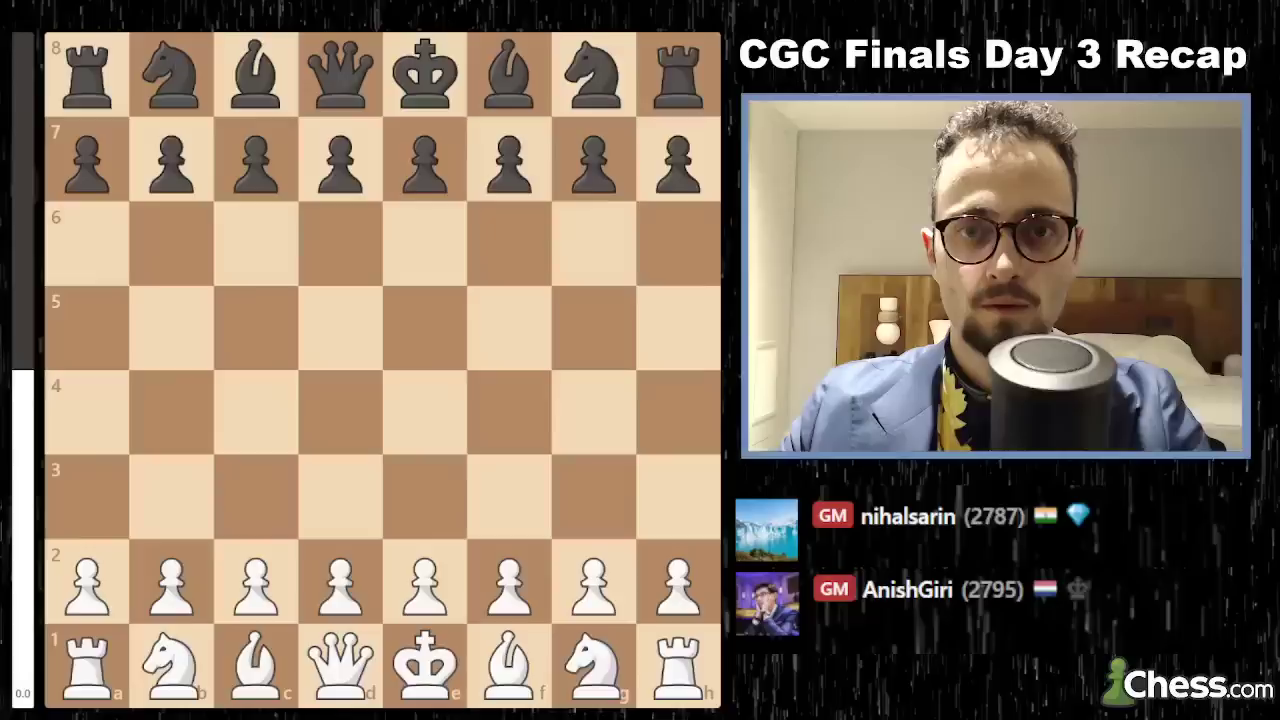 CGC Finals Day 3 Recap
8
7
6
5
4
3
2
1
a b c d e f g h
0.0
GM nihalsarin (2787)
GM AnishGiri (2795)
Chess.com